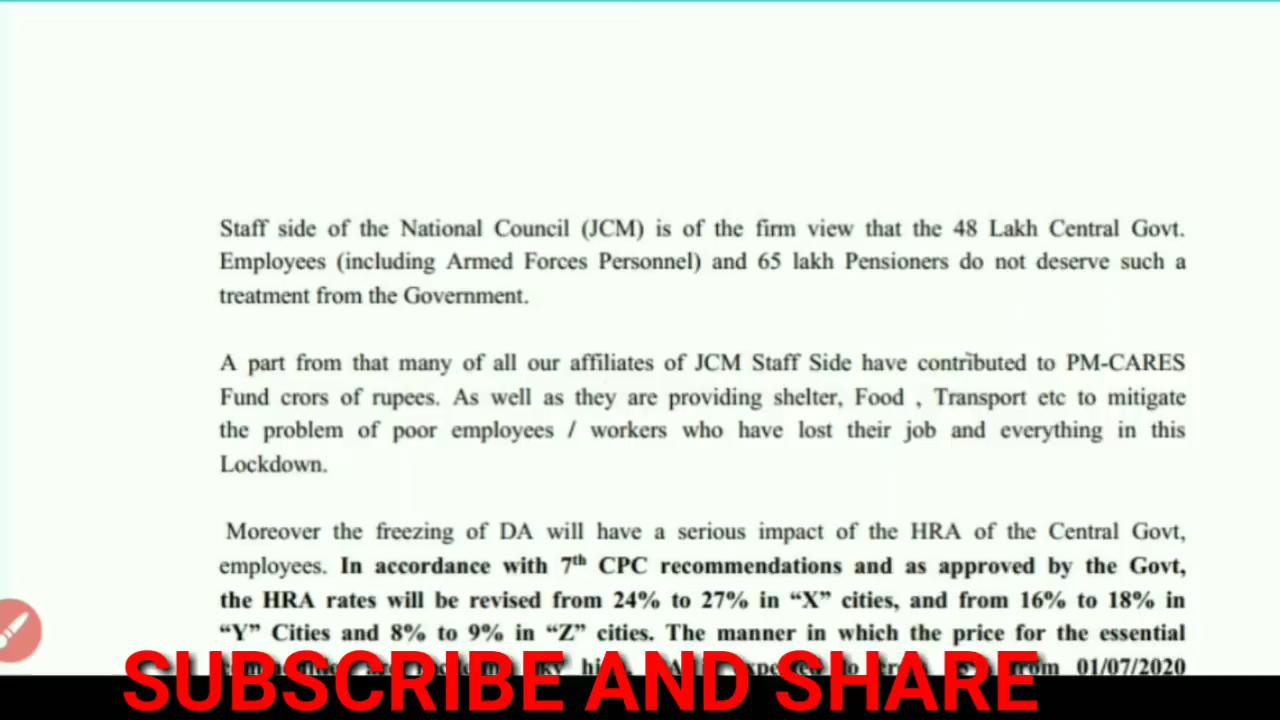 Staff side of the National Council (JCM) is of the firm view that the 48 Lakh Central Govt.
Employees (including Armed Forces Personnel) and 65 lakh Pensioners do not deserve such a
treatment from the Government.
A part from that many of all our affiliates of JCM Staff Side have contributed to PM-CARES
Fund crors of rupees. As well as they are providing shelter, Food , Transport etc to mitigate
the problem of poor employees / workers who have lost their job and everything in this
Lockdown.
Moreover the freezing of DA will have a serious impact of the HRA of the Central Govt,
employees. In accordance with 7th CPC recommendations and as approved by the Govt,
the HRA rates will be revised from 24% to 27% in “X” cities, and from 16% to 18% in
“Y” Cities and 8% to 9% in “Z” cities. The manner in which the price for the essential
from 01/07/2020
SUBSCRIBE AND SHARE